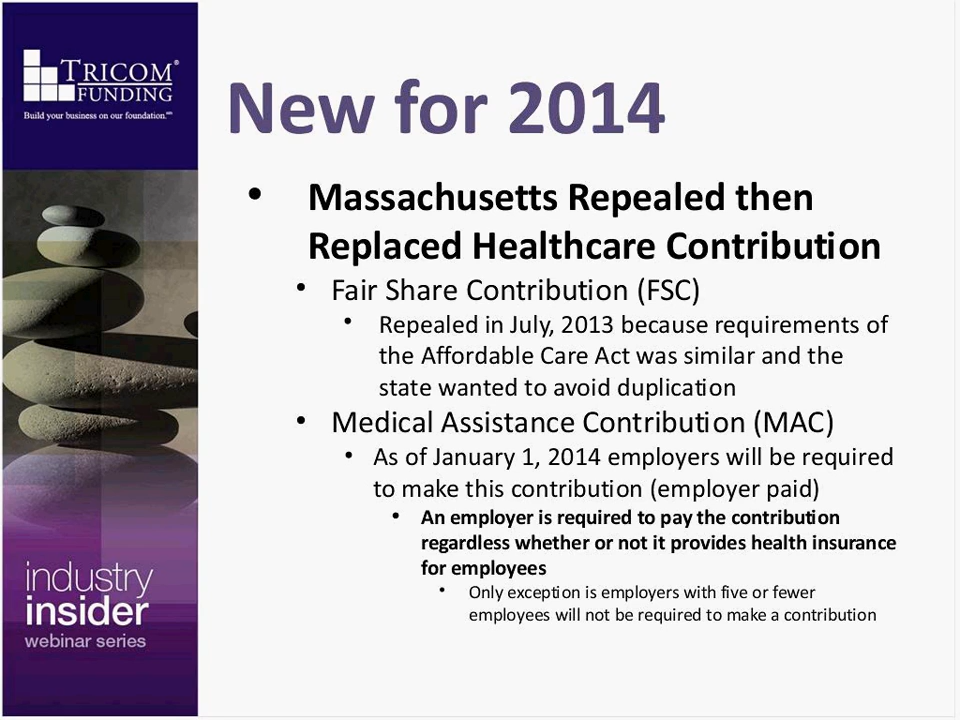 TRICOM®
FUNDING
Build your business on our foundation.℠
New for 2014
• Massachusetts Repealed then
Replaced Healthcare Contribution
• Fair Share Contribution (FSC)
• Repealed in July, 2013 because requirements of
the Affordable Care Act was similar and the
state wanted to avoid duplication
• Medical Assistance Contribution (MAC)
• As of January 1, 2014 employers will be required
to make this contribution (employer paid)
• An employer is required to pay the contribution
regardless whether or not it provides health insurance
for employees
• Only exception is employers with five or fewer
employees will not be required to make a contribution
industry
insider
webinar series